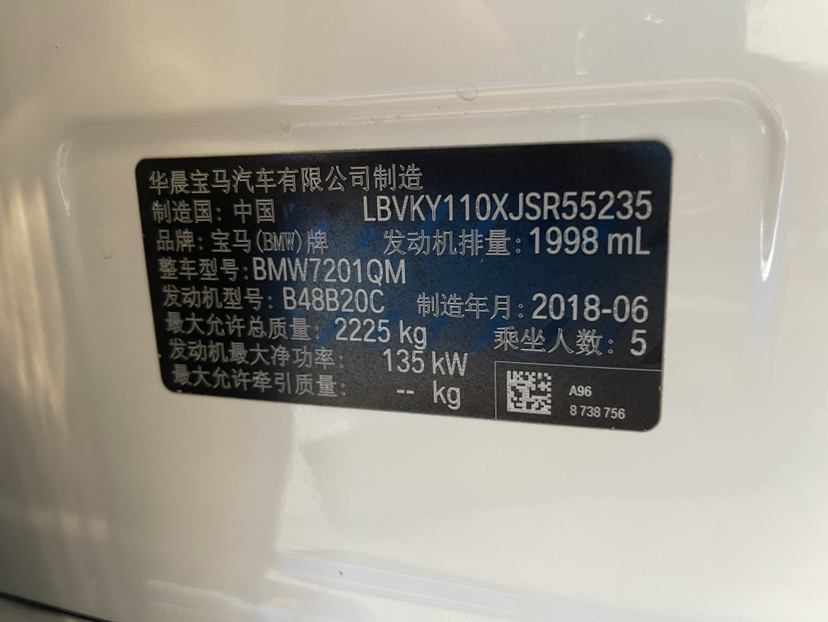 华晨宝马汽车有限公司制造
制造国: 中国 LBVKY110XJSR55235
品牌: 宝马(BMW)牌 发动机排量: 1998 mL
整车型号: BMW7201QM
发动机型号: B48B20C 制造年月: 2018-06
最大允许总质量: 2225 kg 乘坐人数: 5
发动机最大净功率: 135 kW
最大允许牵引质量: -- kg
A96
8 738 756